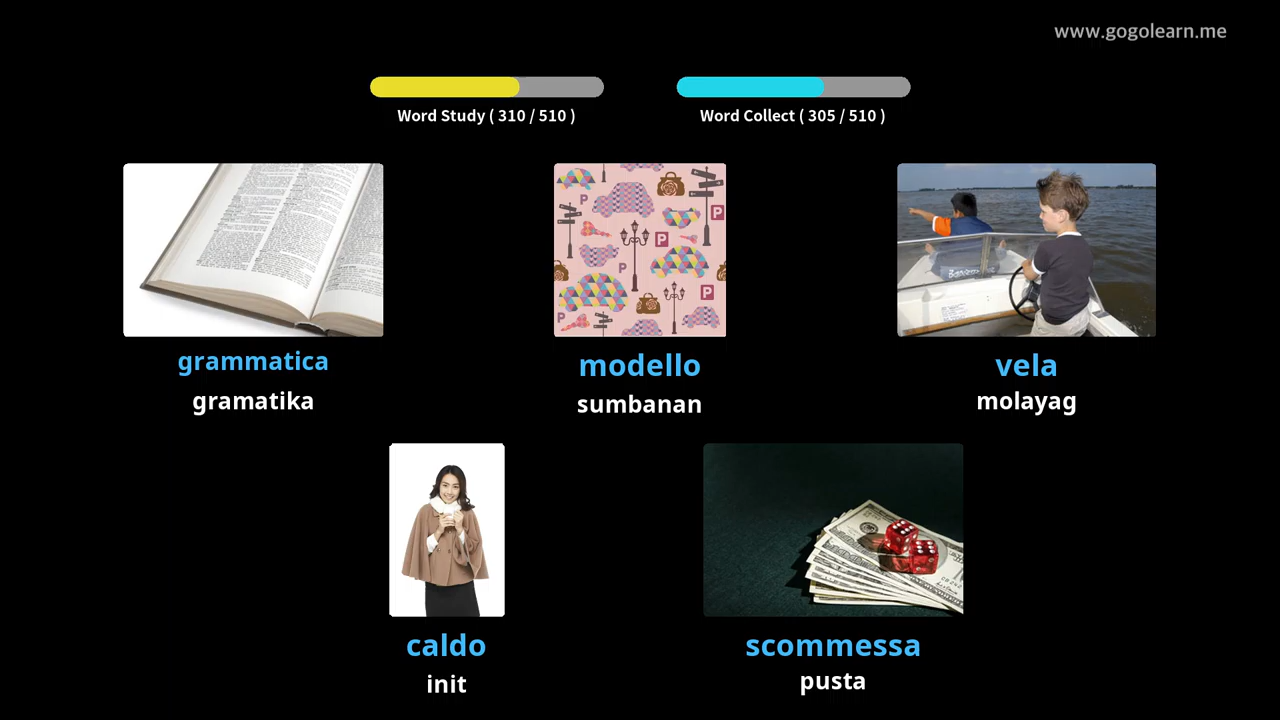 www.gogolearn.me
Word Study ( 310 / 510 )
Word Collect ( 305 / 510 )
grammatica
gramatika
modello
sumbanan
vela
molayag
caldo
init
scommessa
pusta